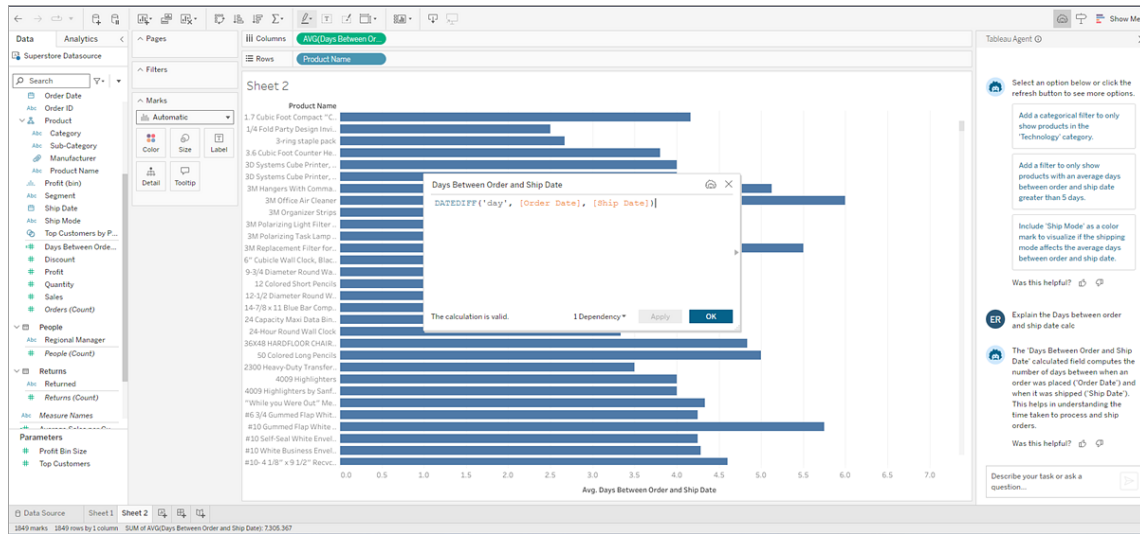 Show Me
Data
Analytics
Pages
iii Columns
AVG(Days Between Or...
Rows
Product Name
Superstore Datasource
Search
Filters
Marks
Automatic
Color
Size
Label
Detail
Tooltip
Order Date
Abc Order ID
Product
Abc Category
Abc Sub-Category
Manufacturer
Abc Product Name
Profit (bin)
Abc Segment
Ship Date
Abc Ship Mode
Top Customers by P...
Days Between Orde...
Discount
Profit
Quantity
Sales
Orders (Count)
People
Abc Regional Manager
People (Count)
Returns
Abc Returned
Returns (Count)
Abc Measure Names
Parameters
Profit Bin Size
Top Customers
Sheet 2
Product Name
1.7 Cubic Foot Compact "C..
1/4 Fold Party Design Invi..
3-ring staple pack
3.6 Cubic Foot Counter He..
3D Systems Cube Printer, ..
3D Systems Cube Printer, ..
3M Hangers With Comma..
3M Office Air Cleaner
3M Organizer Strips
3M Polarizing Light Filter ..
3M Polarizing Task Lamp ..
3M Replacement Filter for..
6" Cubicle Wall Clock, Blac..
9-3/4 Diameter Round Wa..
12 Colored Short Pencils
12-1/2 Diameter Round W..
14-7/8 x 11 Blue Bar Comp..
24 Capacity Maxi Data Bin..
24-Hour Round Wall Clock
36X48 HARDFLOOR CHAIR..
50 Colored Long Pencils
2300 Heavy-Duty Transfer..
4009 Highlighters
4009 Highlighters by Sanf..
"While you Were Out" Me..
#6 3/4 Gummed Flap Whit..
#10 Gummed Flap White ..
#10 Self-Seal White Envel..
#10 White Business Envel..
#10- 4 1/8" x 9 1/2" Recyc..
0.0 0.5 1.0 1.5 2.0 2.5 3.0 3.5 4.0 4.5 5.0 5.5 6.0 6.5 7.0
Avg. Days Between Order and Ship Date
Days Between Order and Ship Date
DATEDIFF('day', [Order Date], [Ship Date])
The calculation is valid.
1 Dependency
Apply
OK
Tableau Agent
Select an option below or click the
refresh button to see more options.
Add a categorical filter to only
show products in the
'Technology' category.
Add a filter to only show
products with an average days
between order and ship date
greater than 5 days.
Include 'Ship Mode' as a color
mark to visualize if the shipping
mode affects the average days
between order and ship date.
Was this helpful?
ER
Explain the Days between order
and ship date calc
The 'Days Between Order and Ship
Date' calculated field computes the
number of days between when an
order was placed ('Order Date') and
when it was shipped ('Ship Date').
This helps in understanding the
time taken to process and ship
orders.
Was this helpful?
Describe your task or ask a
question...
Data Source
Sheet 1
Sheet 2
1849 marks 1849 rows by 1 column SUM of AVG(Days Between Order and Ship Date): 7,305.367